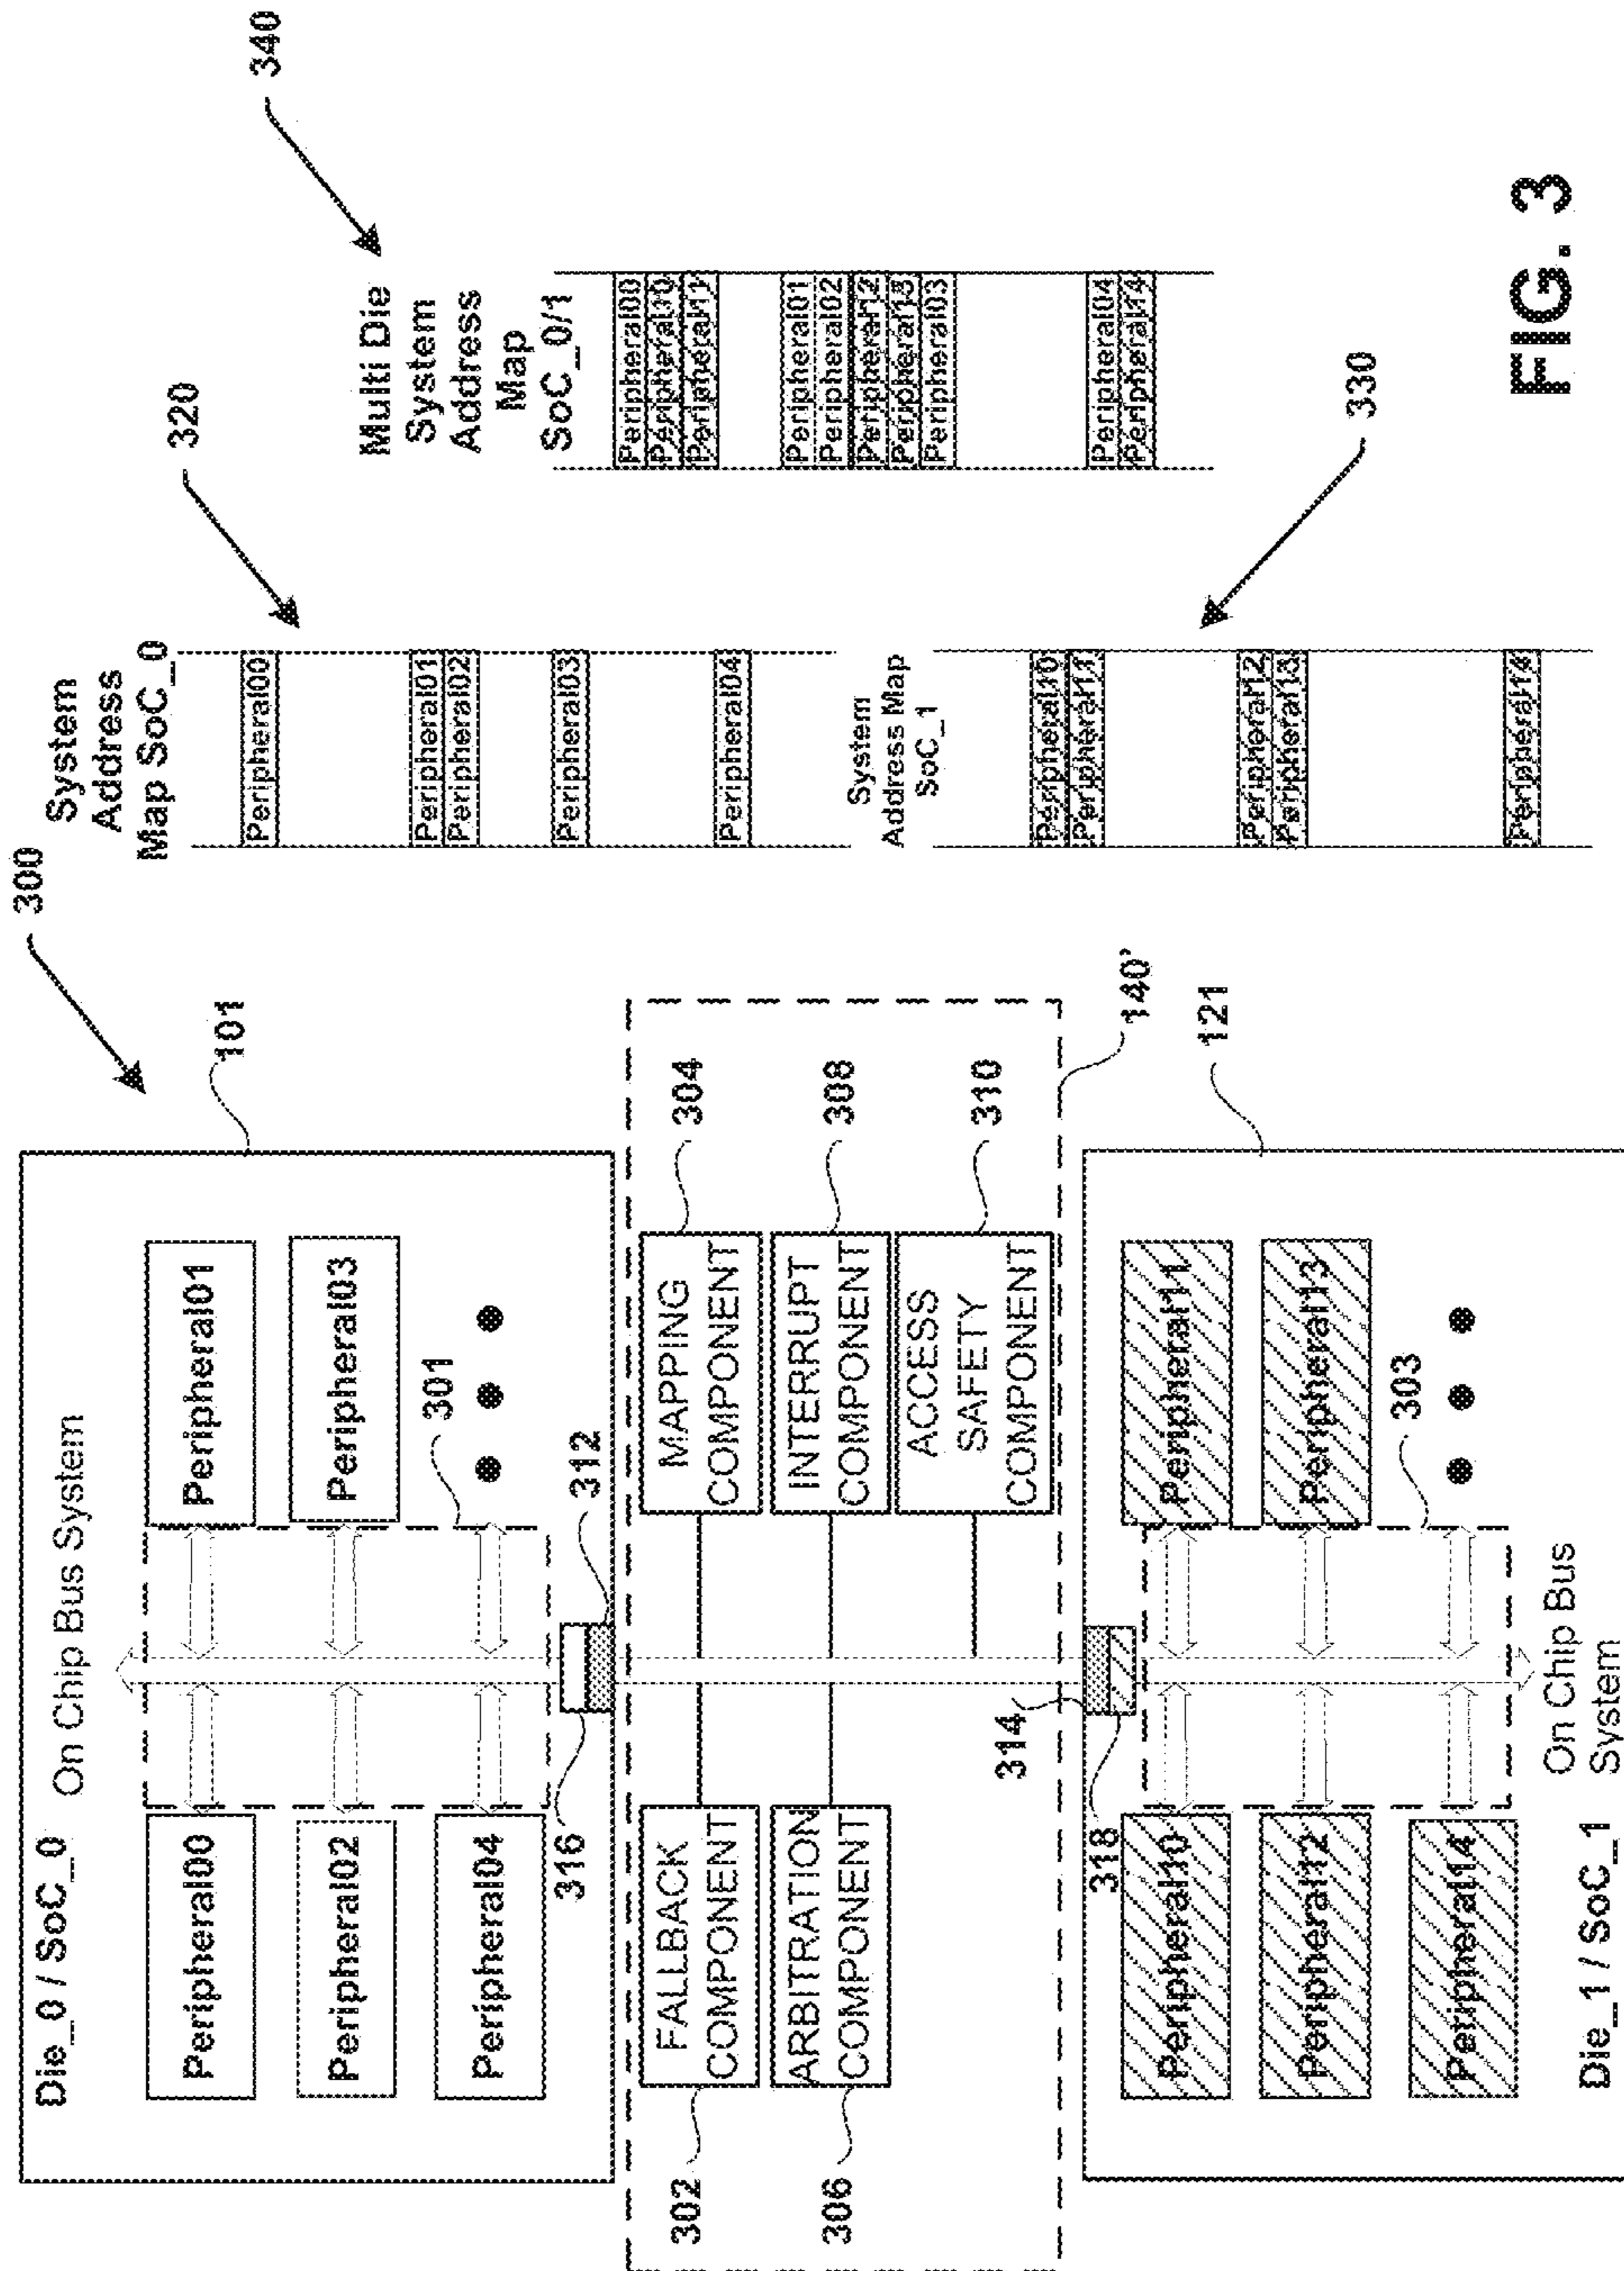 300
Die_0 / SoC_0
On Chip Bus System
101
Peripheral00
Peripheral01
Peripheral02
Peripheral03
Peripheral04
301
316
312
302
FALLBACK
COMPONENT
MAPPING
COMPONENT
304
306
ARBITRATION
COMPONENT
INTERRUPT
COMPONENT
308
ACCESS
SAFETY
COMPONENT
310
314
140'
318
121
Peripheral10
Peripheral11
Peripheral12
Peripheral13
Peripheral14
303
Die_1 / SoC_1
On Chip Bus
System
System
Address
Map SoC_0
320
Peripheral00
Peripheral01
Peripheral02
Peripheral03
Peripheral04
System
Address Map
SoC_1
Peripheral10
Peripheral11
Peripheral12
Peripheral13
Peripheral14
330
340
Multi Die
System
Address
Map
SoC_0/1
Peripheral00
Peripheral10
Peripheral11
Peripheral01
Peripheral02
Peripheral12
Peripheral13
Peripheral03
Peripheral04
Peripheral14
FIG. 3